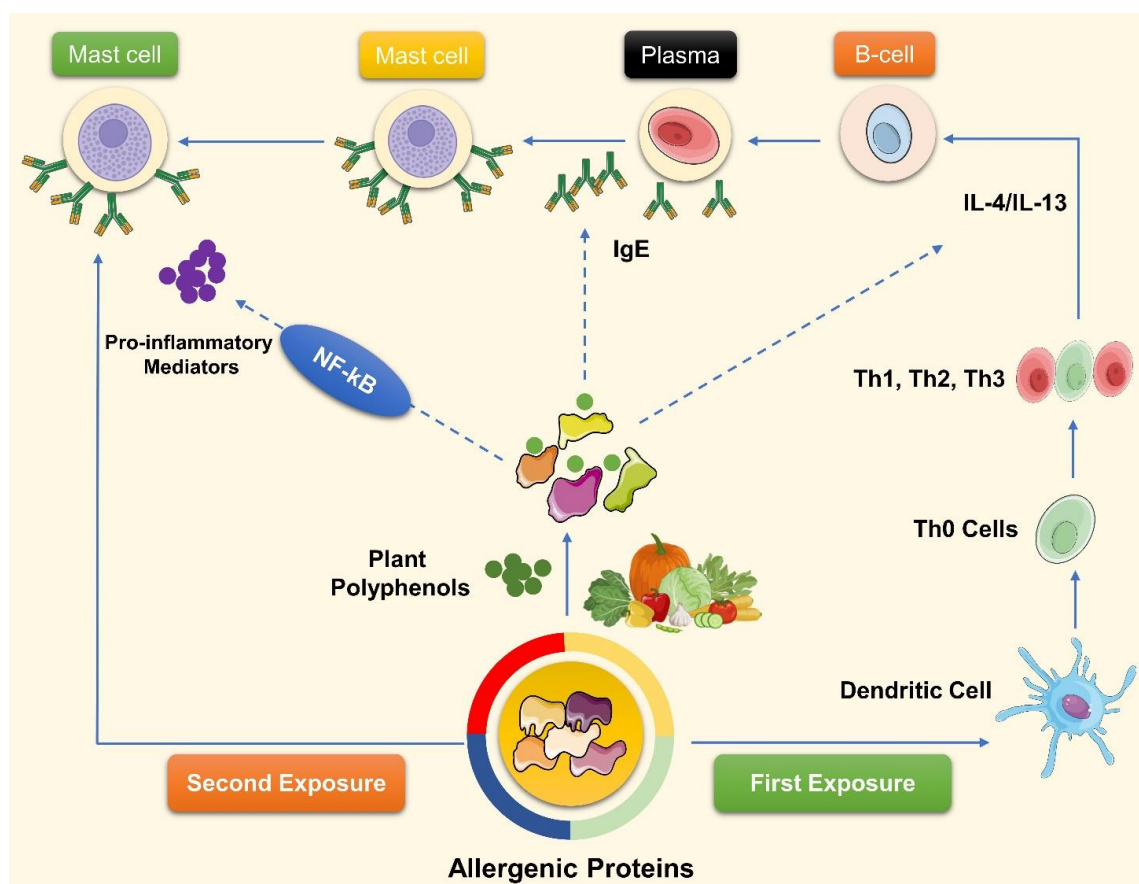 Mast cell
Mast cell
Plasma
B-cell
IL-4/IL-13
IgE
Pro-inflammatory
Mediators
NF-kB
Th1, Th2, Th3
Th0 Cells
Plant
Polyphenols
Dendritic Cell
Second Exposure
First Exposure
Allergenic Proteins